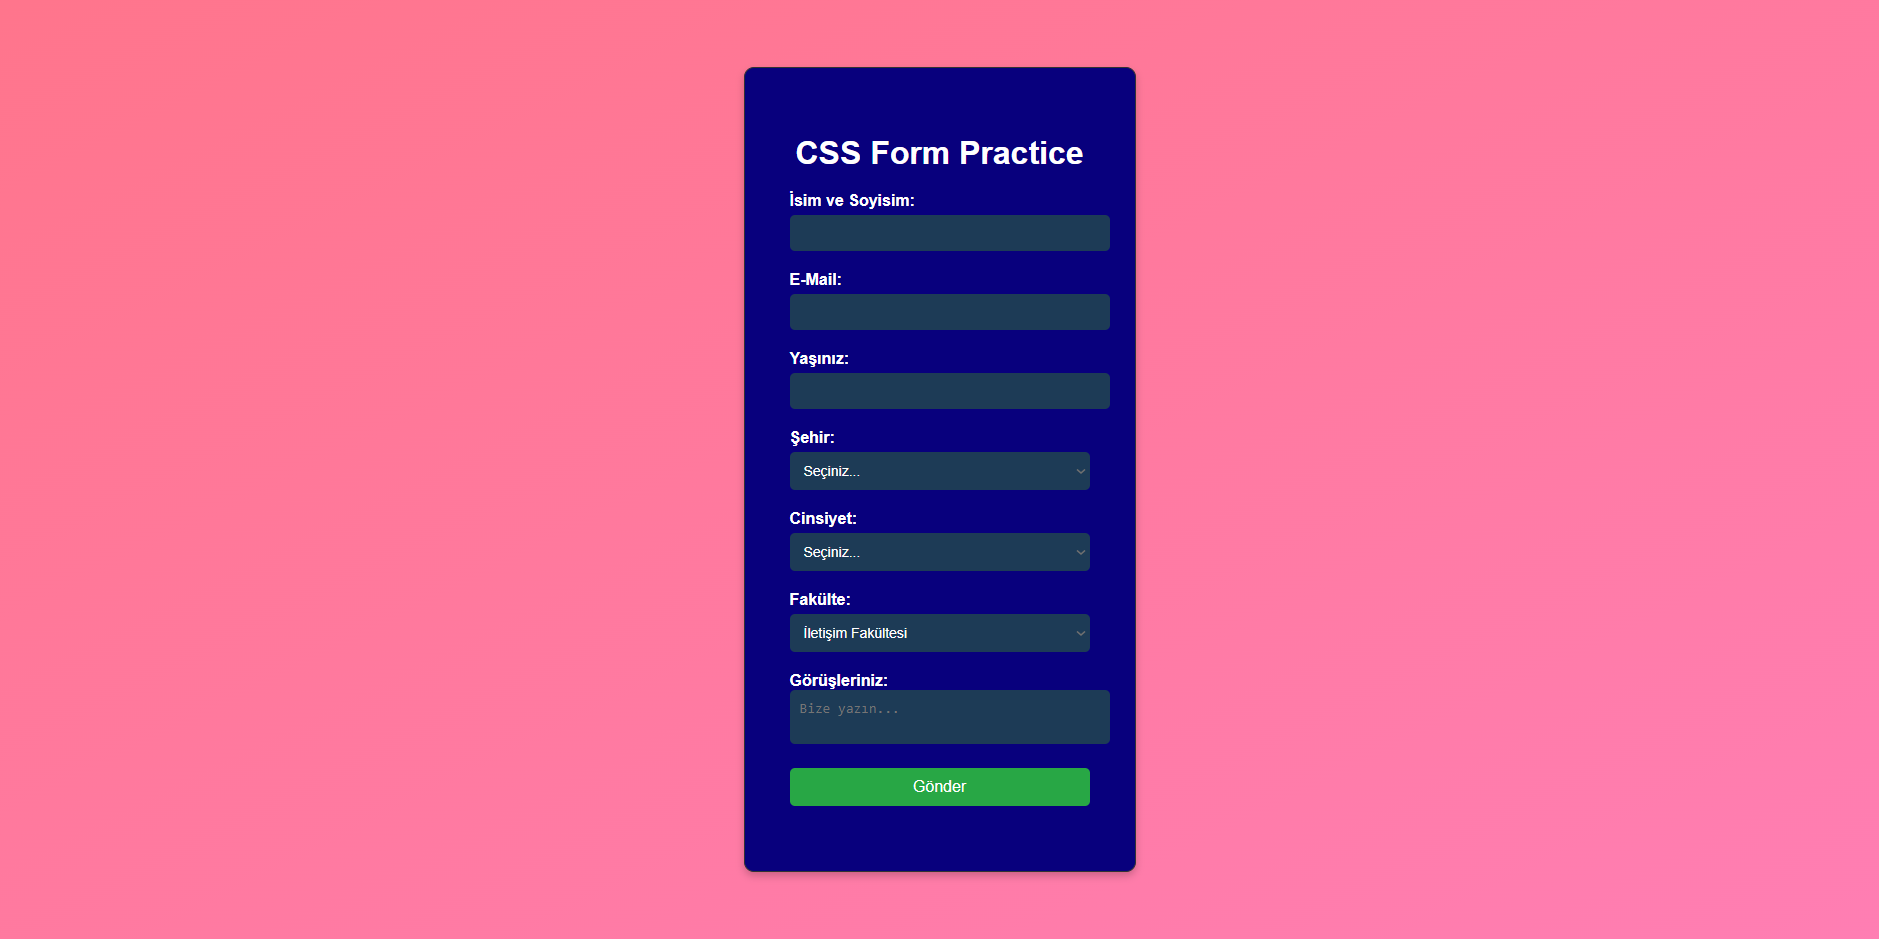 CSS Form Practice
İsim ve Soyisim:
E-Mail:
Yaşınız:
Şehir:
Seçiniz...
Cinsiyet:
Seçiniz...
Fakülte:
İletişim Fakültesi
Görüşleriniz:
Bize yazın...
Gönder